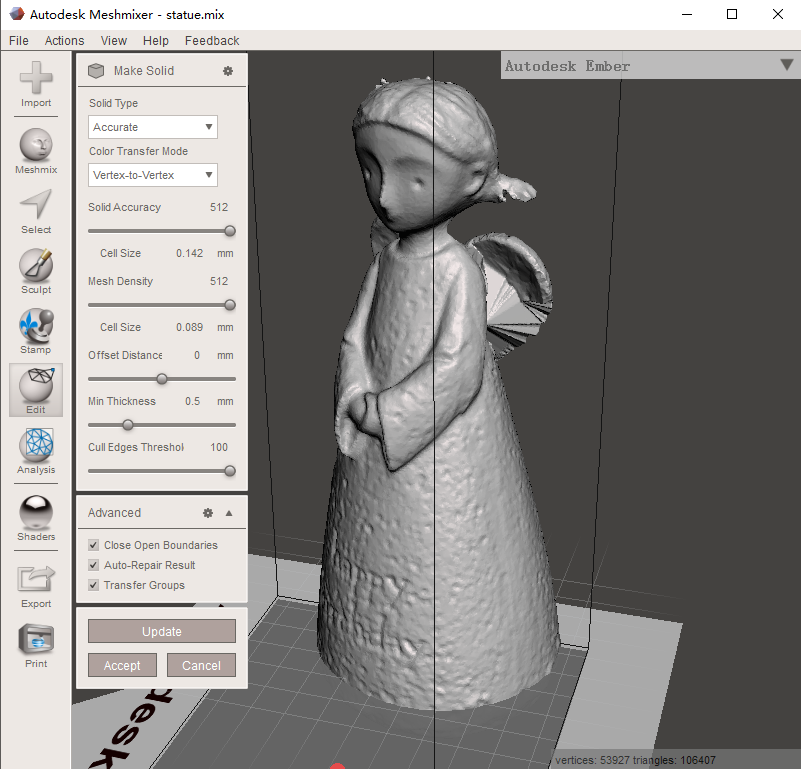 Autodesk Meshmixer - statue.mix
File Actions View Help Feedback
Import
Meshmix
Select
Sculpt
Stamp
Edit
Analysis
Shaders
Export
Print
Make Solid
Solid Type
Accurate
Color Transfer Mode
Vertex-to-Vertex
Solid Accuracy 512
Cell Size 0.142 mm
Mesh Density 512
Cell Size 0.089 mm
Offset Distance 0 mm
Min Thickness 0.5 mm
Cull Edges Threshol 100
Advanced
Close Open Boundaries
Auto-Repair Result
Transfer Groups
Update
Accept Cancel
Autodesk Ember
desk
vertices: 53927 triangles: 106407